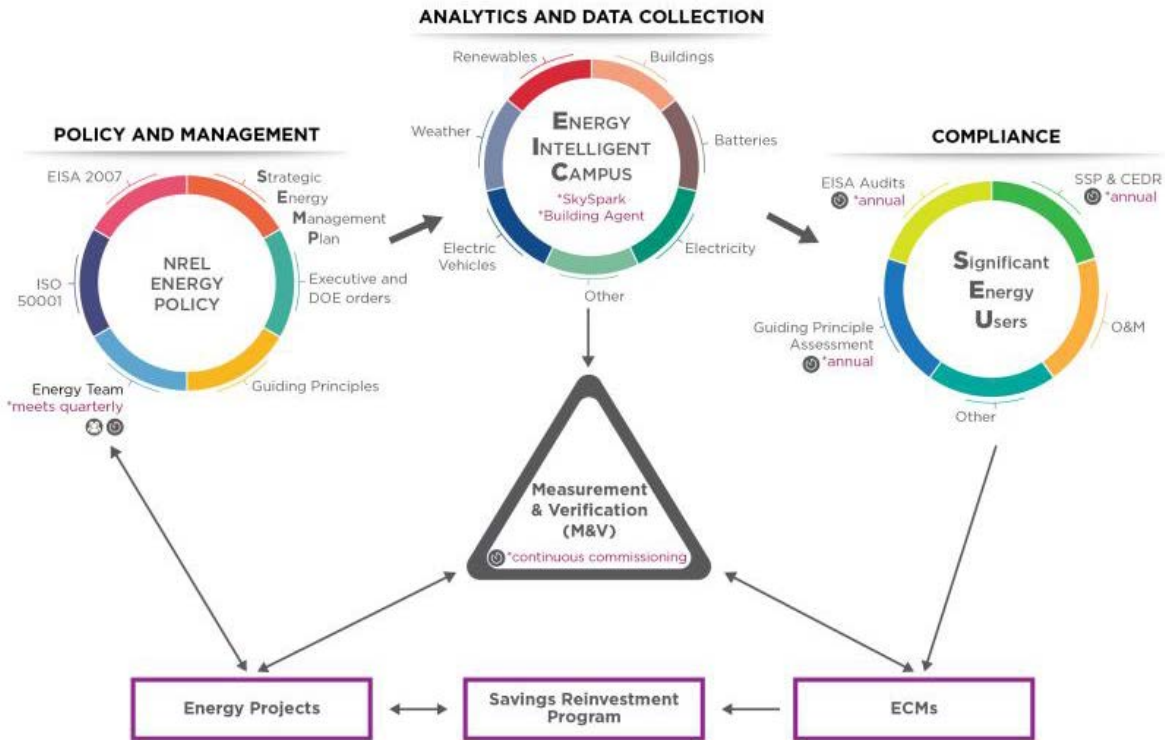 ANALYTICS AND DATA COLLECTION
Renewables
Buildings
Weather
Batteries
ENERGY
INTELLIGENT
CAMPUS
*SkySpark
*Building Agent
Electric
Vehicles
Electricity
Other
POLICY AND MANAGEMENT
EISA 2007
Strategic
Energy
Management
Plan
ISO
50001
NREL
ENERGY
POLICY
Executive and
DOE orders
Energy Team
*meets quarterly
Guiding Principles
COMPLIANCE
EISA Audits
*annual
SSP & CEDR
*annual
Significant
Energy
Users
Guiding Principle
Assessment
*annual
O&M
Other
Measurement
& Verification
(M&V)
*continuous commissioning
Energy Projects
Savings Reinvestment
Program
ECMs